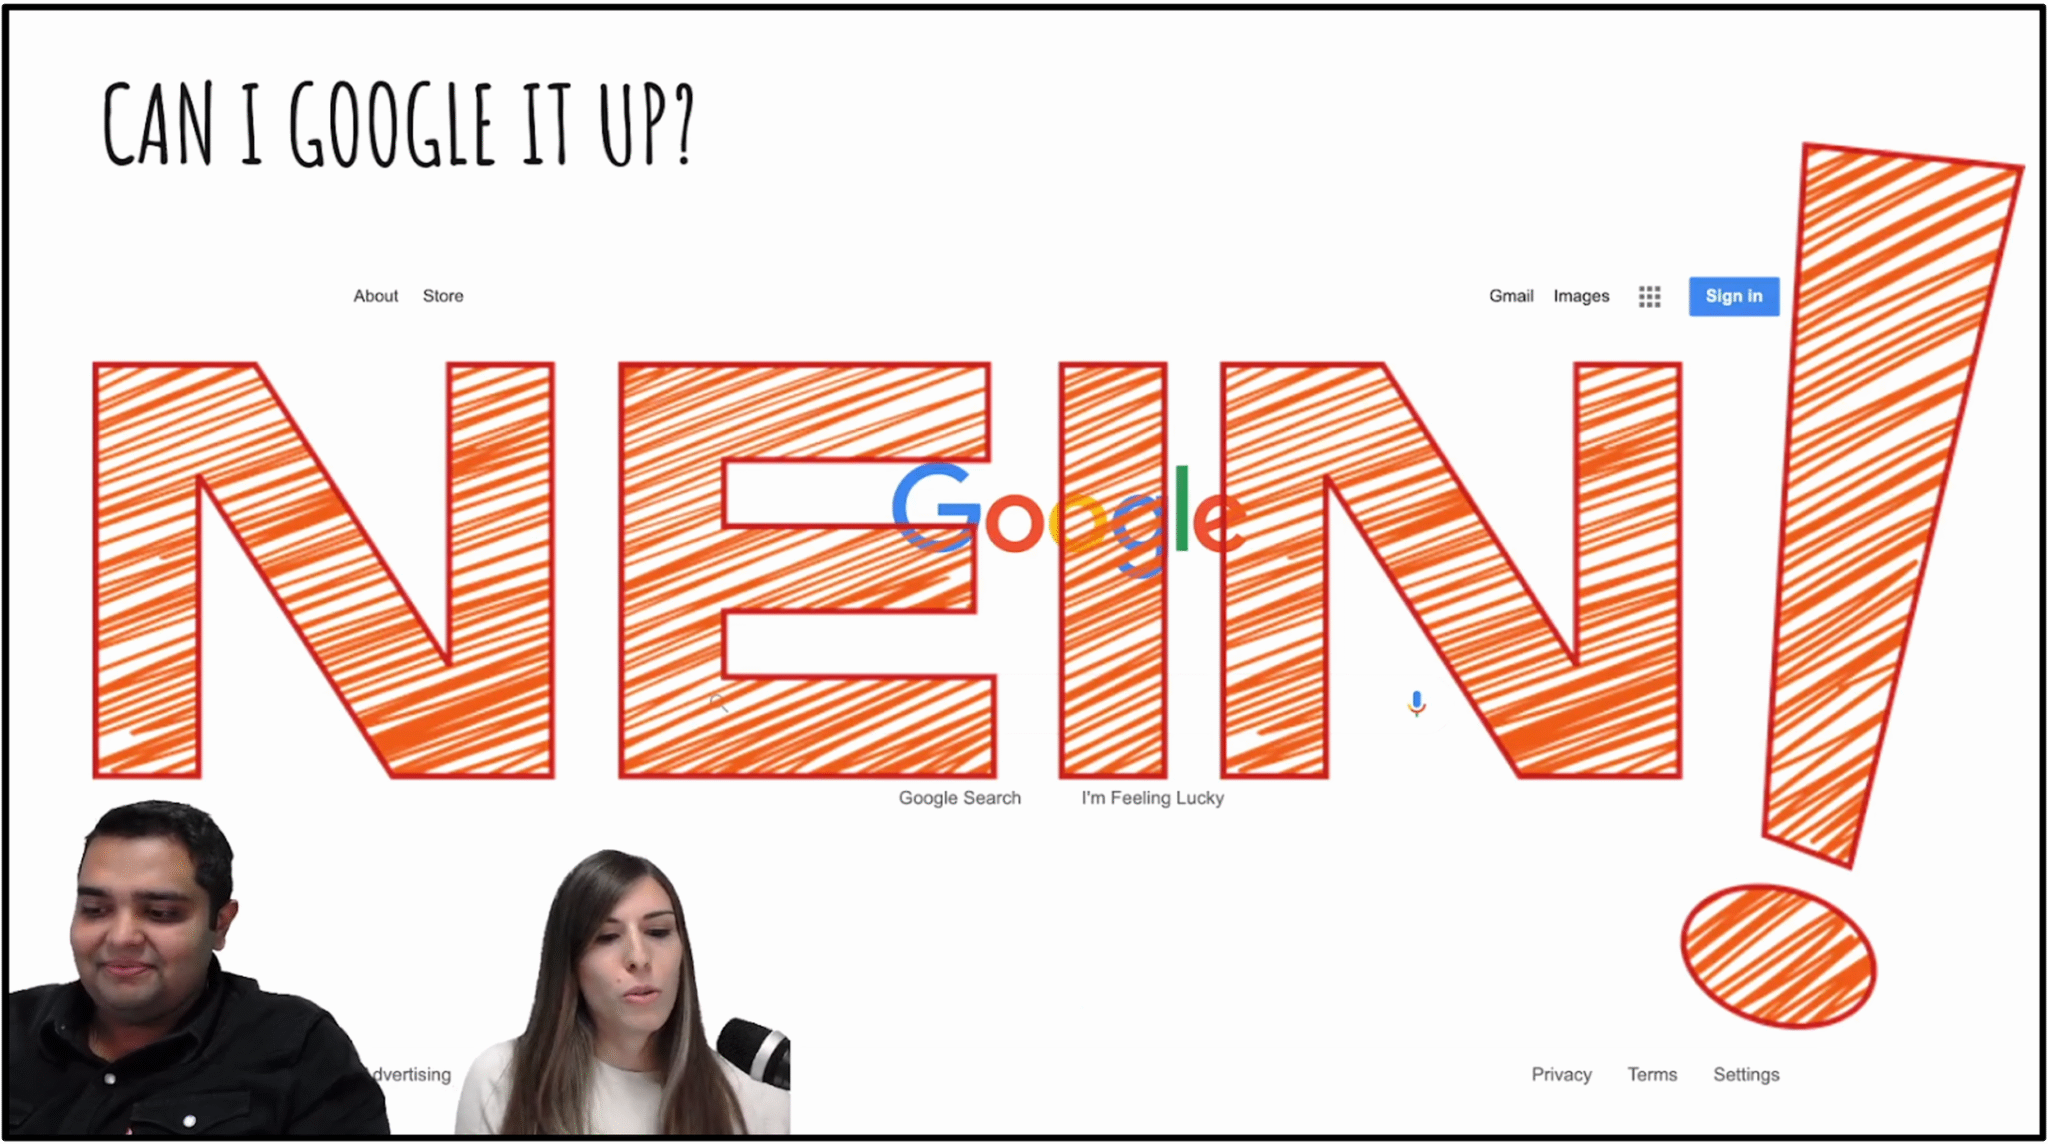 CAN I GOOGLE IT UP?
About Store Gmail Images Sign in
NEIN!
Google
Google Search I'm Feeling Lucky
dvertising Privacy Terms Settings